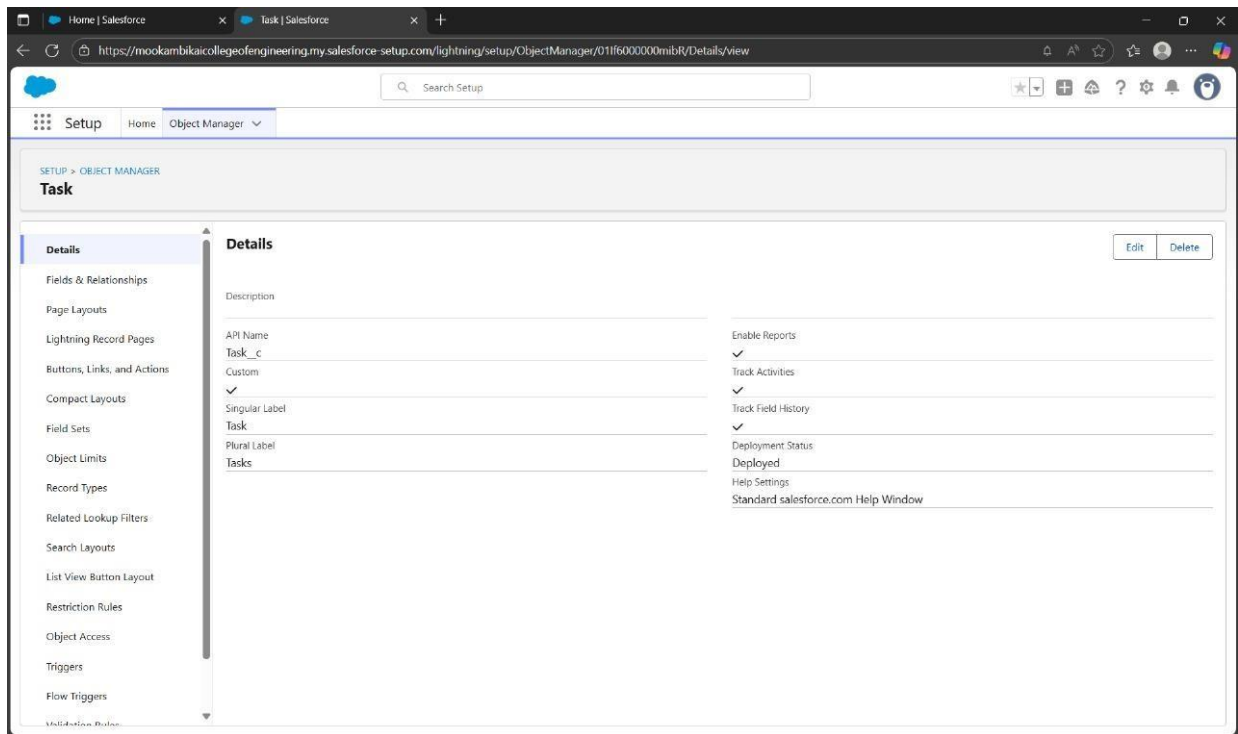 Home | Salesforce
Task | Salesforce
https://mookambikaicollegeofengineering.my.salesforce-setup.com/lightning/setup/ObjectManager/01If6000000mibR/Details/view
Search Setup
Setup Home Object Manager
SETUP > OBJECT MANAGER
Task
Details
Fields & Relationships
Page Layouts
Lightning Record Pages
Buttons, Links, and Actions
Compact Layouts
Field Sets
Object Limits
Record Types
Related Lookup Filters
Search Layouts
List View Button Layout
Restriction Rules
Object Access
Triggers
Flow Triggers
Validation Rules
Details
Edit Delete
Description
API Name
Task__c
Custom
Singular Label
Task
Plural Label
Tasks
Enable Reports
Track Activities
Track Field History
Deployment Status
Deployed
Help Settings
Standard salesforce.com Help Window